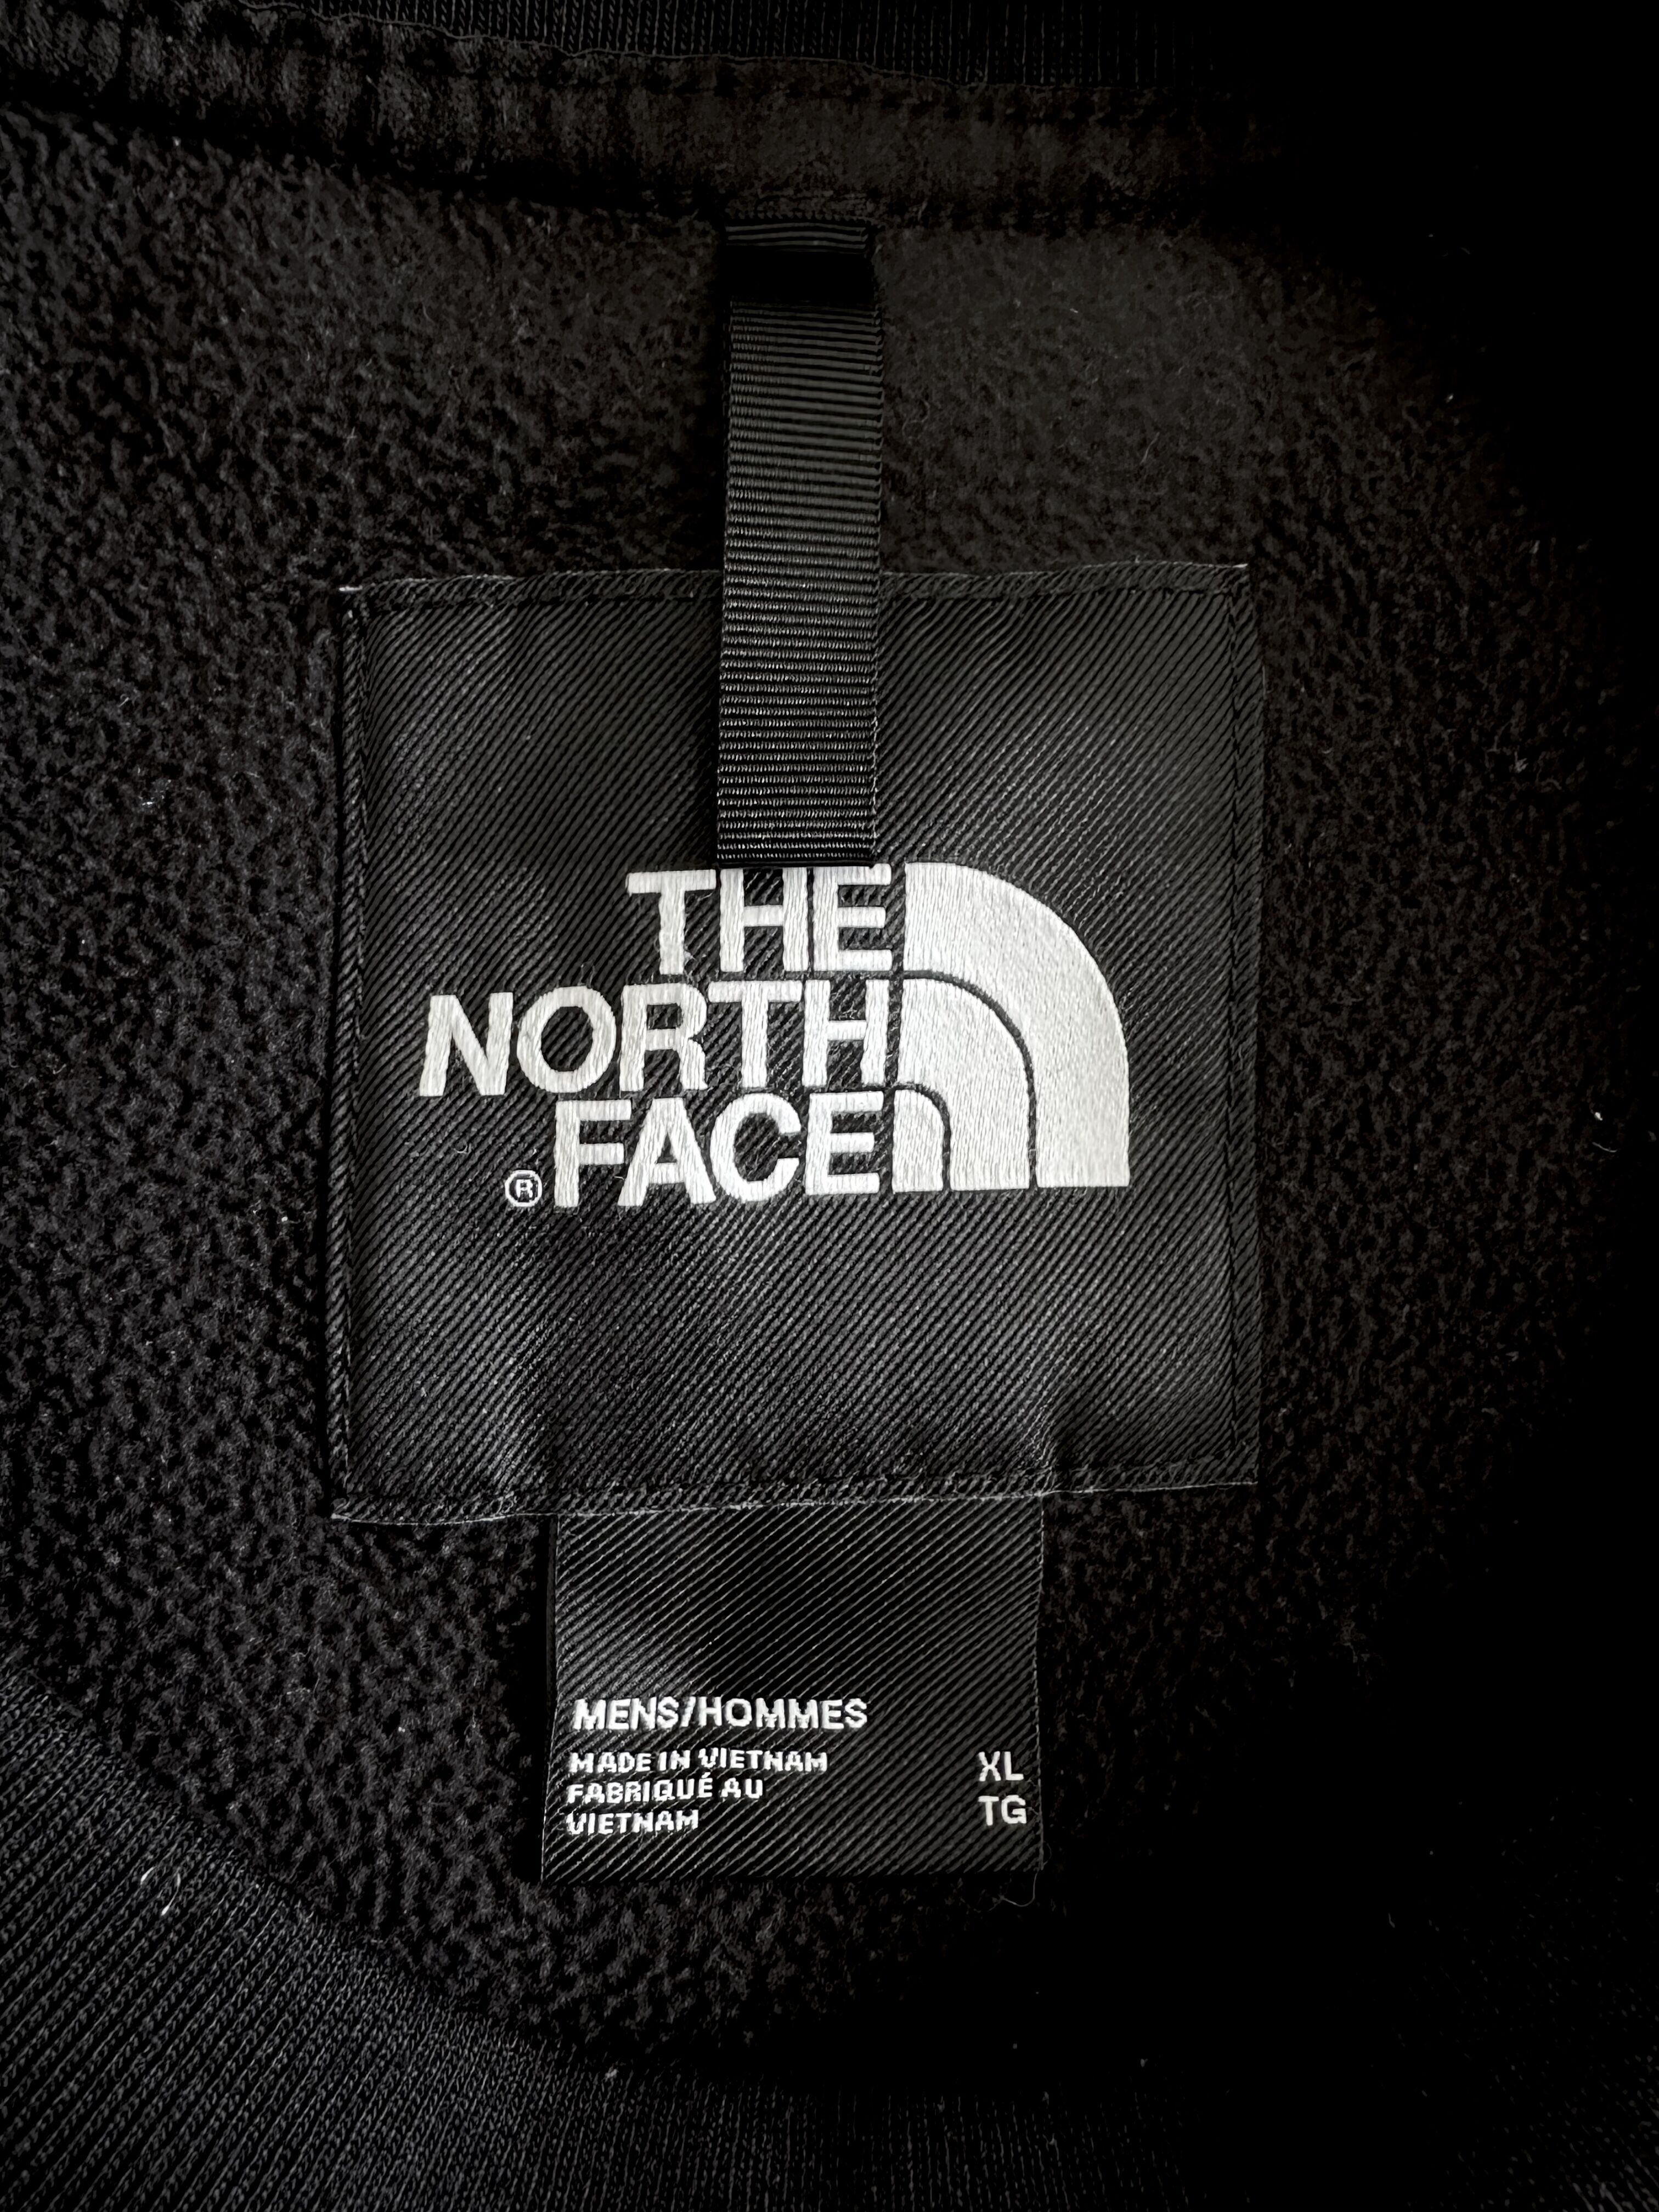 THE
NORTH
FACE
®
MENS/HOMMES
MADE IN VIETNAM
FABRIQUÉ AU
VIETNAM
XL
TG